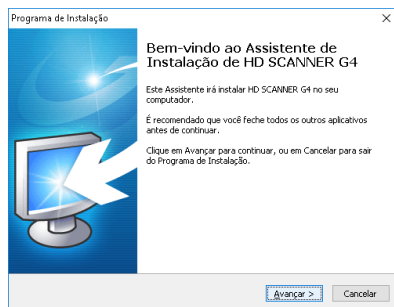 Programa de Instalação
Bem-vindo ao Assistente de
Instalação de HD SCANNER G4
Este Assistente irá instalar HD SCANNER G4 no seu
computador.
É recomendado que você feche todos os outros aplicativos
antes de continuar.
Clique em Avançar para continuar, ou em Cancelar para sair
do Programa de Instalação.
Avançar >
Cancelar